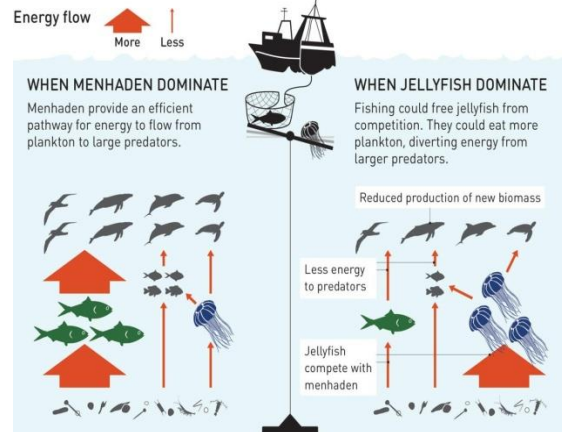 Energy flow
More Less
WHEN MENHADEN DOMINATE
Menhaden provide an efficient
pathway for energy to flow from
plankton to large predators.
WHEN JELLYFISH DOMINATE
Fishing could free jellyfish from
competition. They could eat more
plankton, diverting energy from
larger predators.
Reduced production of new biomass
Less energy
to predators
Jellyfish
compete with
menhaden